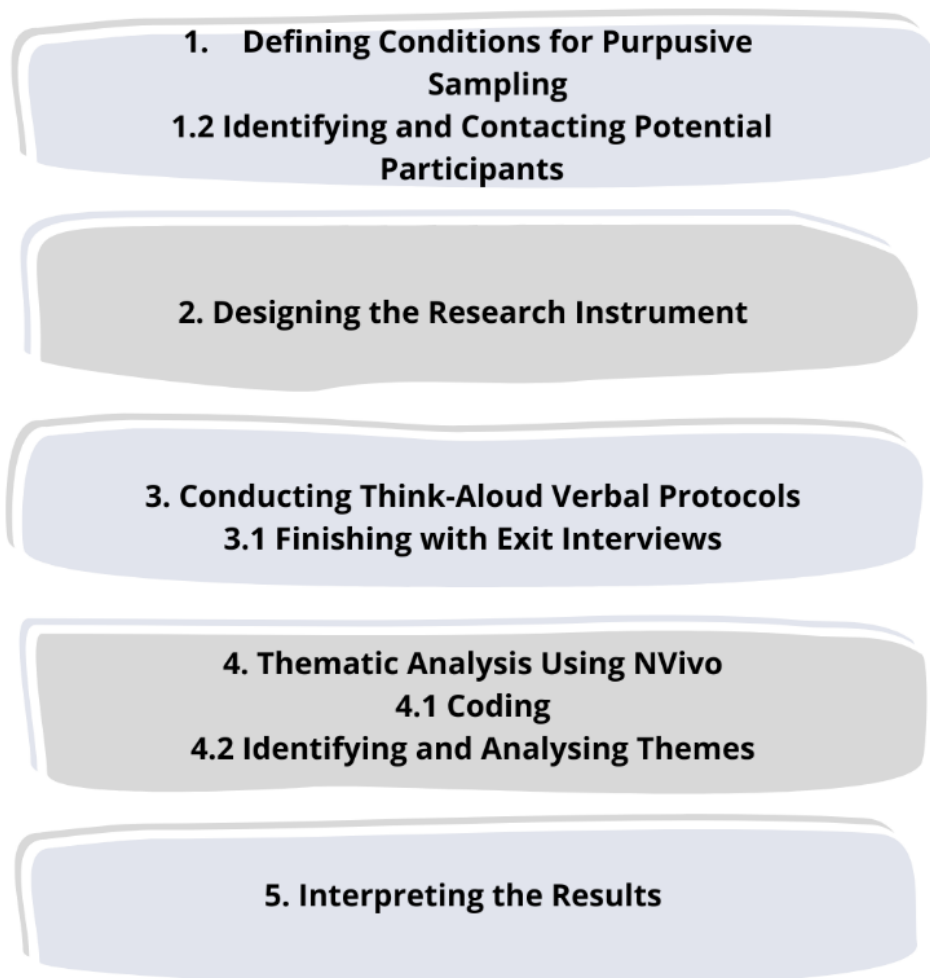 1. Defining Conditions for Purpusive
Sampling
1.2 Identifying and Contacting Potential
Participants
2. Designing the Research Instrument
3. Conducting Think-Aloud Verbal Protocols
3.1 Finishing with Exit Interviews
4. Thematic Analysis Using NVivo
4.1 Coding
4.2 Identifying and Analysing Themes
5. Interpreting the Results